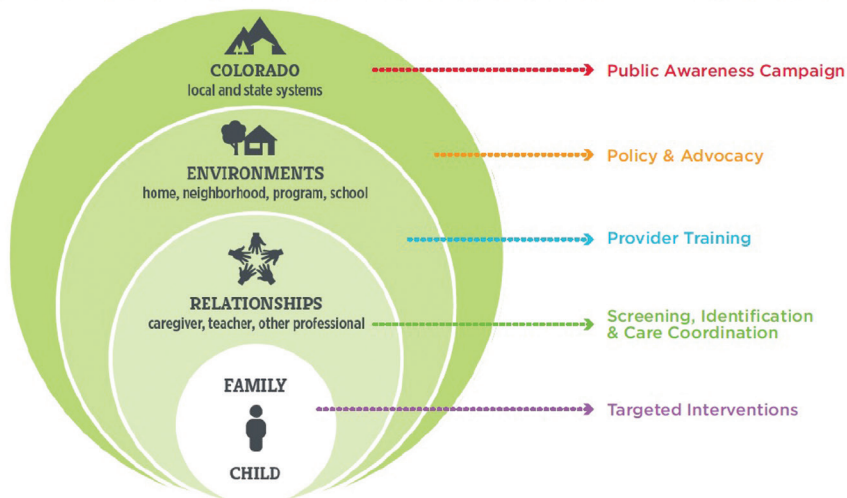 COLORADO
local and state systems
Public Awareness Campaign
ENVIRONMENTS
home, neighborhood, program, school
Policy & Advocacy
Provider Training
RELATIONSHIPS
caregiver, teacher, other professional
Screening, Identification
& Care Coordination
FAMILY
Targeted Interventions
CHILD